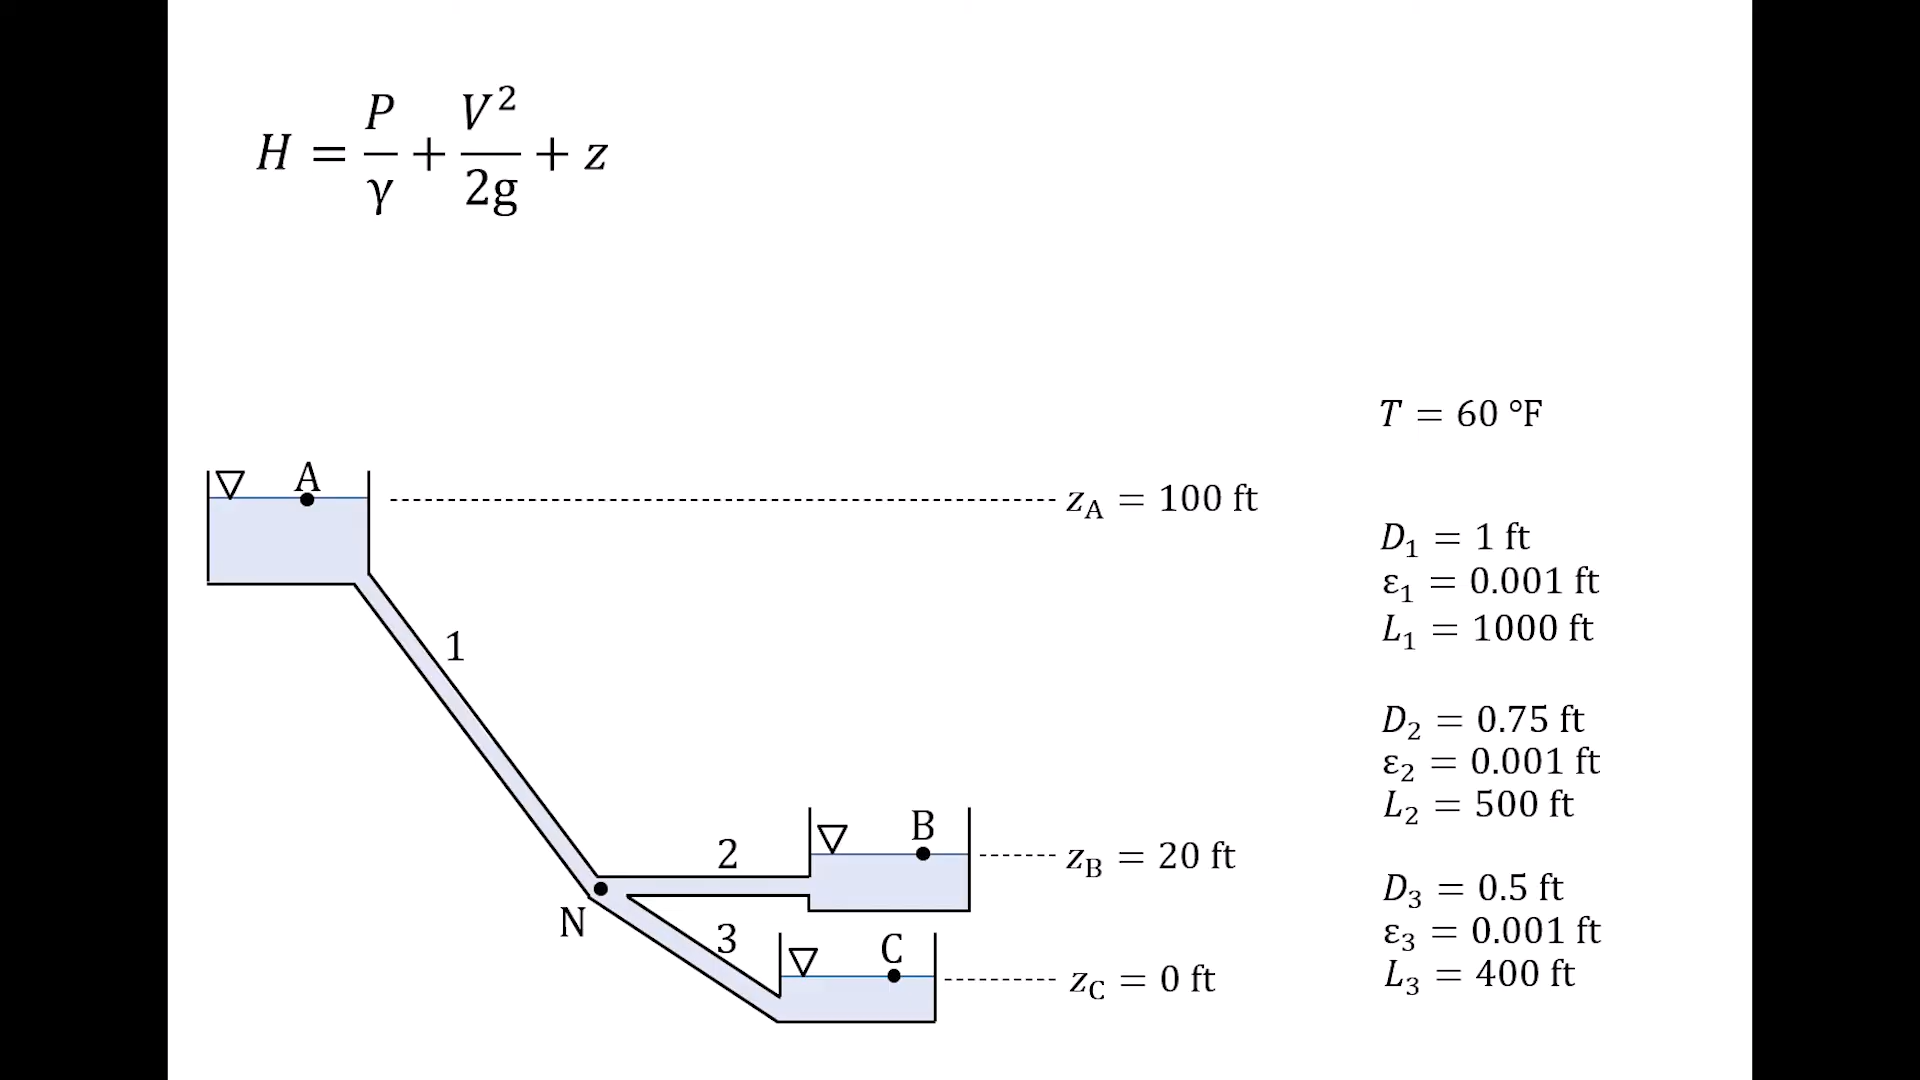 H = P/γ + V²/2g + z
T = 60 °F
A
z_A = 100 ft
D₁ = 1 ft
ε₁ = 0.001 ft
L₁ = 1000 ft
1
D₂ = 0.75 ft
ε₂ = 0.001 ft
L₂ = 500 ft
B
2
z_B = 20 ft
N
3
C
z_C = 0 ft
D₃ = 0.5 ft
ε₃ = 0.001 ft
L₃ = 400 ft